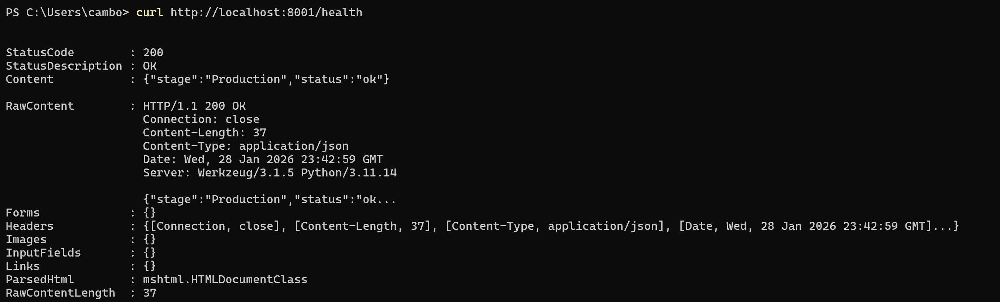 PS C:\Users\cambo> curl http://localhost:8001/health
StatusCode        : 200
StatusDescription : OK
Content           : {"stage":"Production","status":"ok"}
RawContent        : HTTP/1.1 200 OK
                    Connection: close
                    Content-Length: 37
                    Content-Type: application/json
                    Date: Wed, 28 Jan 2026 23:42:59 GMT
                    Server: Werkzeug/3.1.5 Python/3.11.14
                    {"stage":"Production","status":"ok...
Forms             : {}
Headers           : {[Connection, close], [Content-Length, 37], [Content-Type, application/json], [Date, Wed, 28 Jan 2026 23:42:59 GMT]...}
Images            : {}
InputFields       : {}
Links             : {}
ParsedHtml        : mshtml.HTMLDocumentClass
RawContentLength  : 37